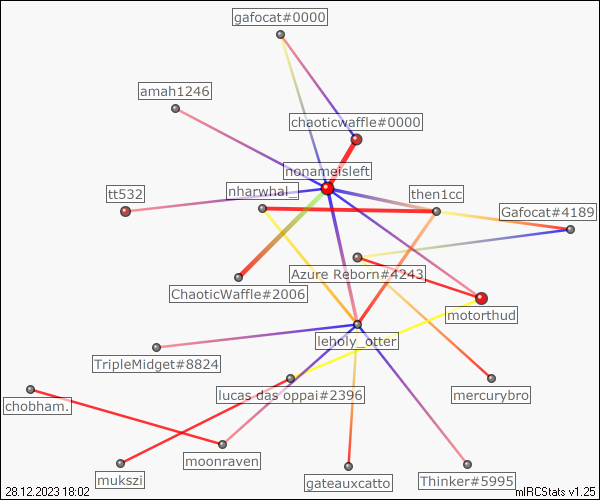 gafocat#0000
amah1246
chaoticwaffle#0000
nonameisleft
nharwhal_
tt532
then1cc
Gafocat#4189
Azure Reborn#4243
ChaoticWaffle#2006
motorthud
leholy_otter
TripleMidget#8824
lucas das oppai#2396
mercurybro
chobham.
moonraven
mukszi
gateauxcatto
Thinker#5995
28.12.2023 18:02
mIRCStats v1.25